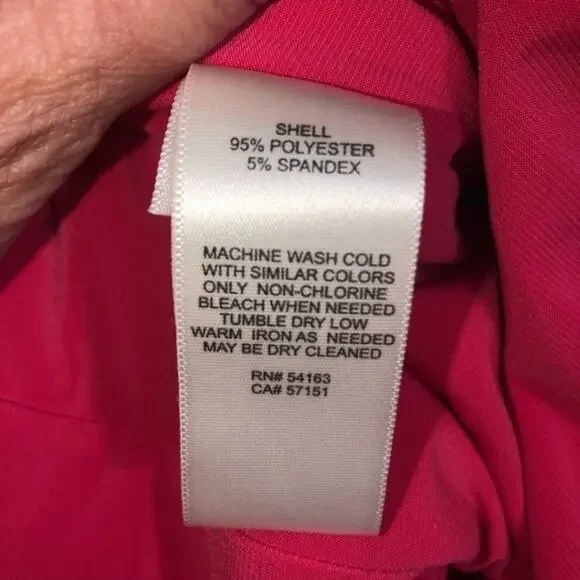 SHELL
95% POLYESTER
5% SPANDEX
MACHINE WASH COLD
WITH SIMILAR COLORS
ONLY NON-CHLORINE
BLEACH WHEN NEEDED
TUMBLE DRY LOW
WARM IRON AS NEEDED
MAY BE DRY CLEANED
RN# 54163
CA# 57151